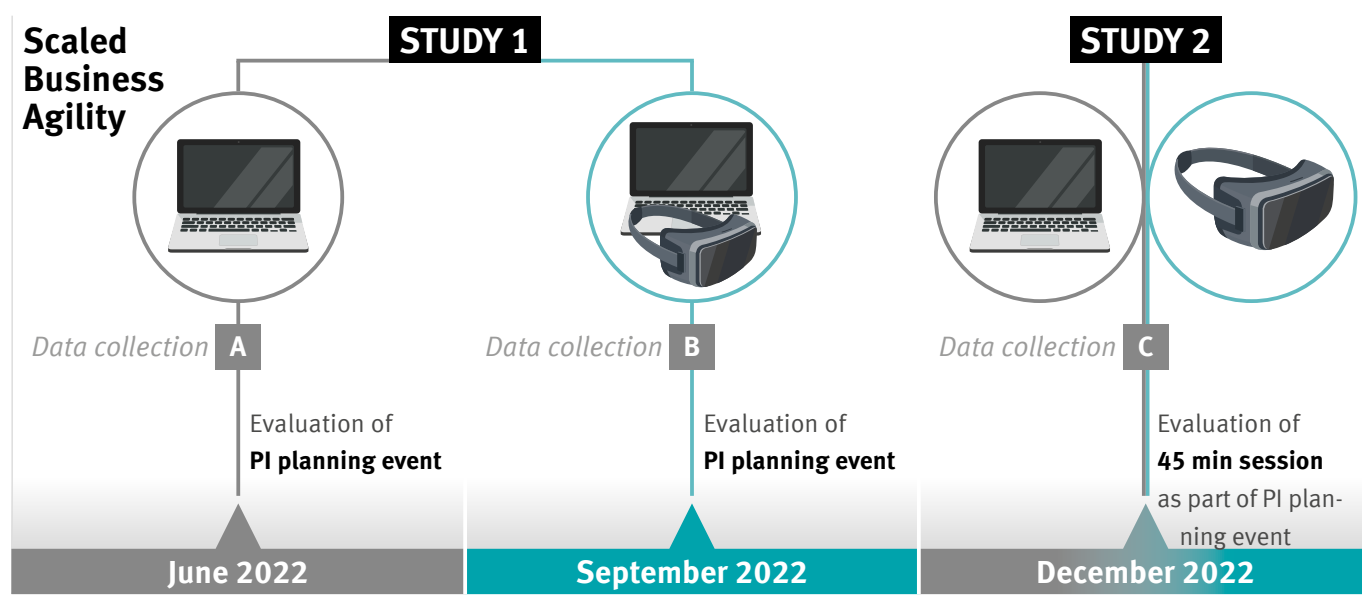 Scaled
Business
Agility
STUDY 1
STUDY 2
Data collection A
Data collection B
Data collection C
Evaluation of
PI planning event
Evaluation of
PI planning event
Evaluation of
45 min session
as part of PI plan-
ning event
June 2022
September 2022
December 2022